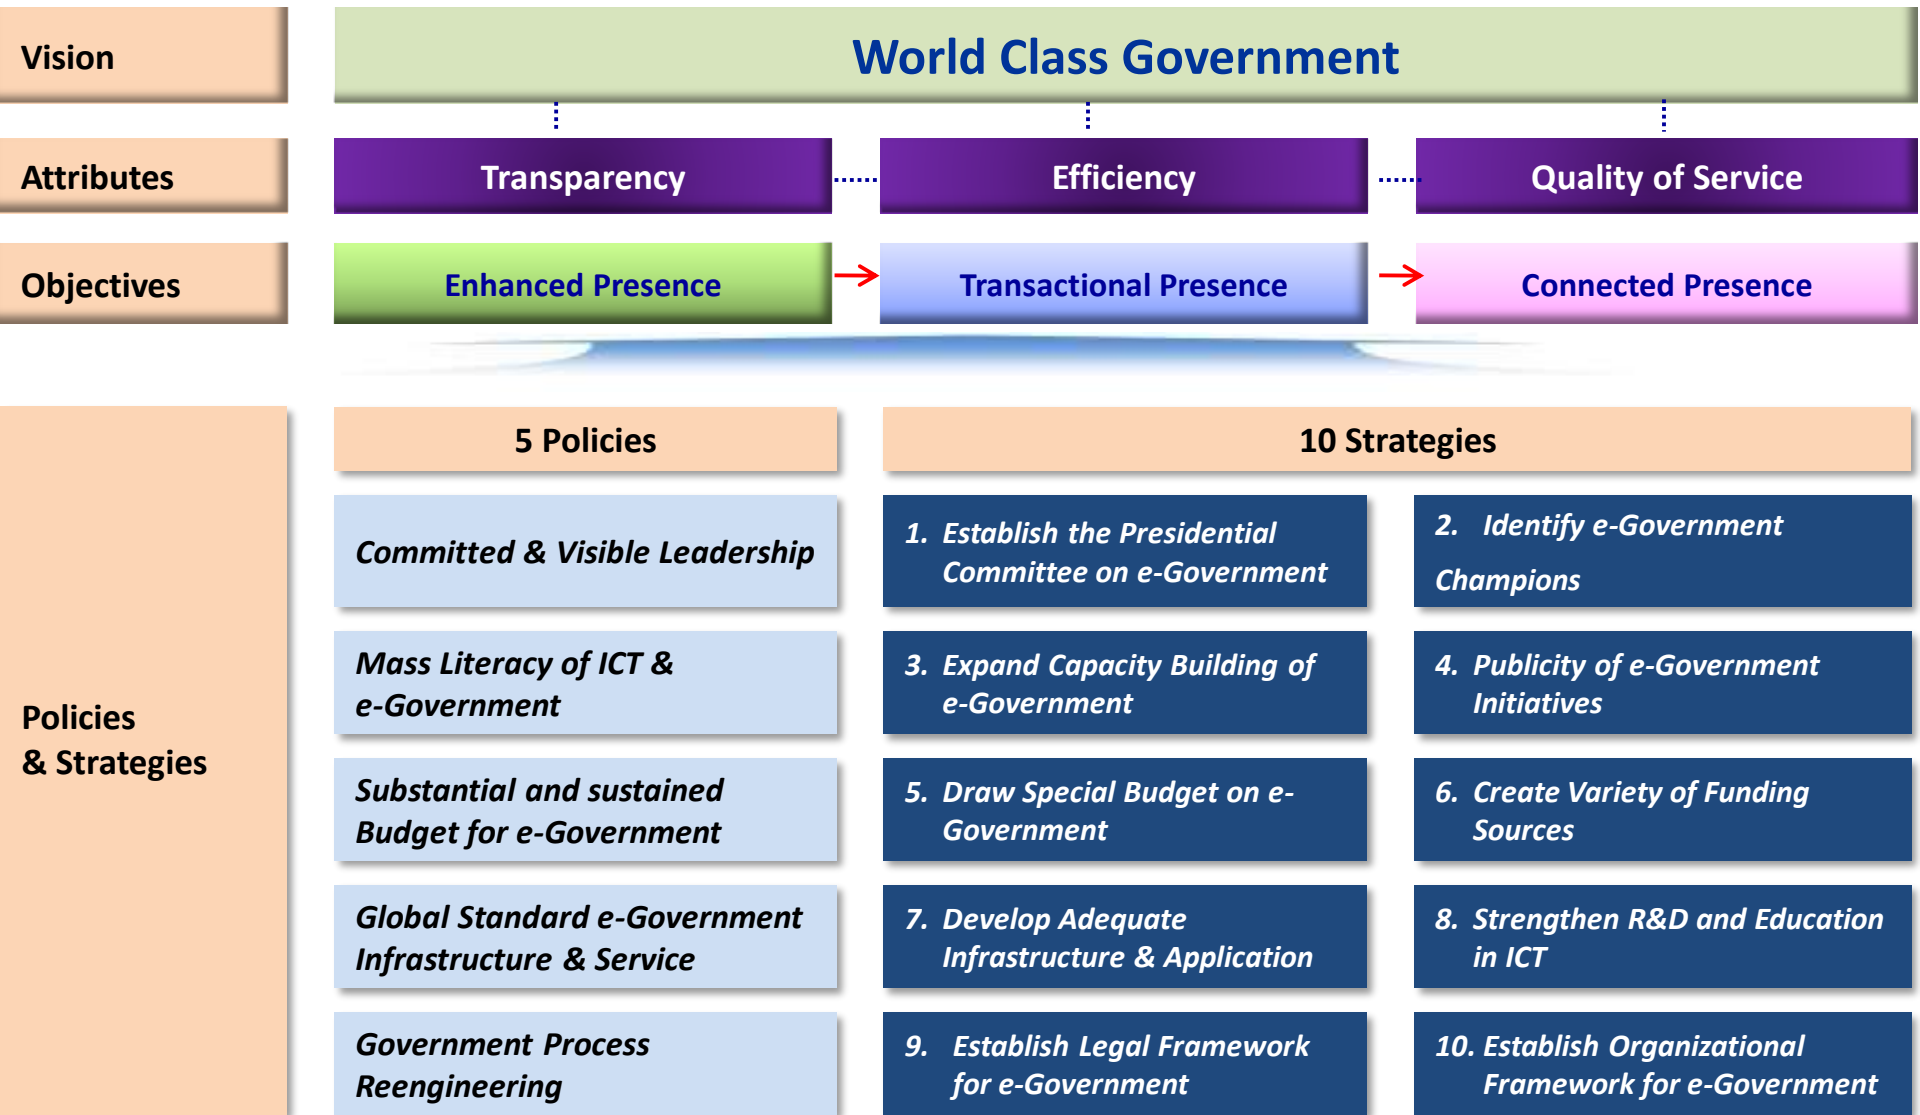 Vision
World Class Government
Attributes
Transparency
Efficiency
Quality of Service
Objectives
Enhanced Presence
Transactional Presence
Connected Presence
Policies
& Strategies
5 Policies
10 Strategies
Committed & Visible Leadership
1. Establish the Presidential
Committee on e-Government
2. Identify e-Government
Champions
Mass Literacy of ICT &
e-Government
3. Expand Capacity Building of
e-Government
4. Publicity of e-Government
Initiatives
Substantial and sustained
Budget for e-Government
5. Draw Special Budget on e-
Government
6. Create Variety of Funding
Sources
Global Standard e-Government
Infrastructure & Service
7. Develop Adequate
Infrastructure & Application
8. Strengthen R&D and Education
in ICT
Government Process
Reengineering
9. Establish Legal Framework
for e-Government
10. Establish Organizational
Framework for e-Government